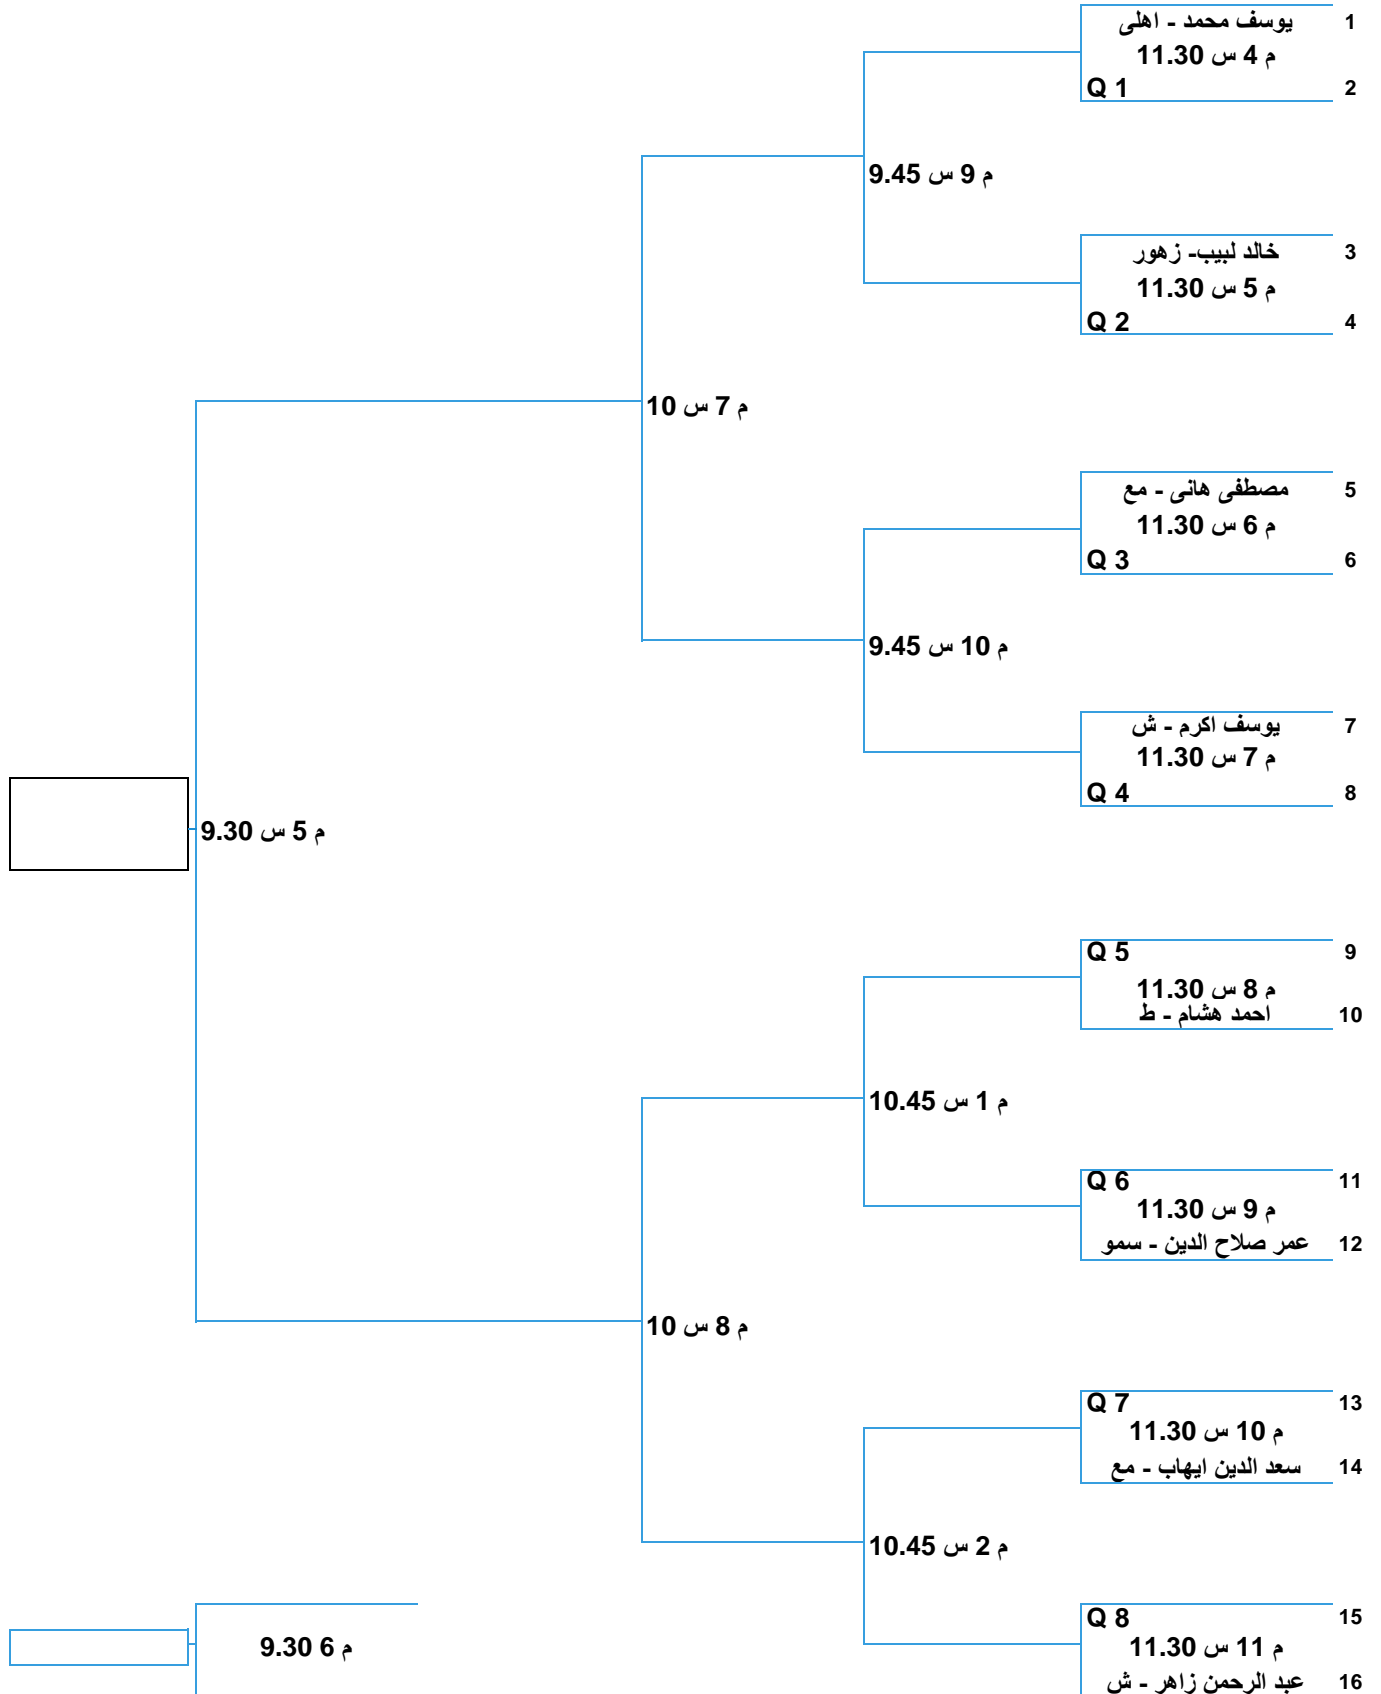 يوسف محمد - اهلى 1
م 4 س 11.30
Q 1 2
م 9 س 9.45
خالد لبيب- زهور 3
م 5 س 11.30
Q 2 4
م 7 س 10
مصطفى هانى - مع 5
م 6 س 11.30
Q 3 6
م 10 س 9.45
يوسف اكرم - ش 7
م 7 س 11.30
Q 4 8
م 5 س 9.30
Q 5 9
م 8 س 11.30
احمد هشام - ط 10
م 1 س 10.45
Q 6 11
م 9 س 11.30
عمر صلاح الدين - سمو 12
م 8 س 10
Q 7 13
م 10 س 11.30
سعد الدين ايهاب - مع 14
م 2 س 10.45
Q 8 15
م 11 س 11.30
م 6 9.30
عبد الرحمن زاهر - ش 16